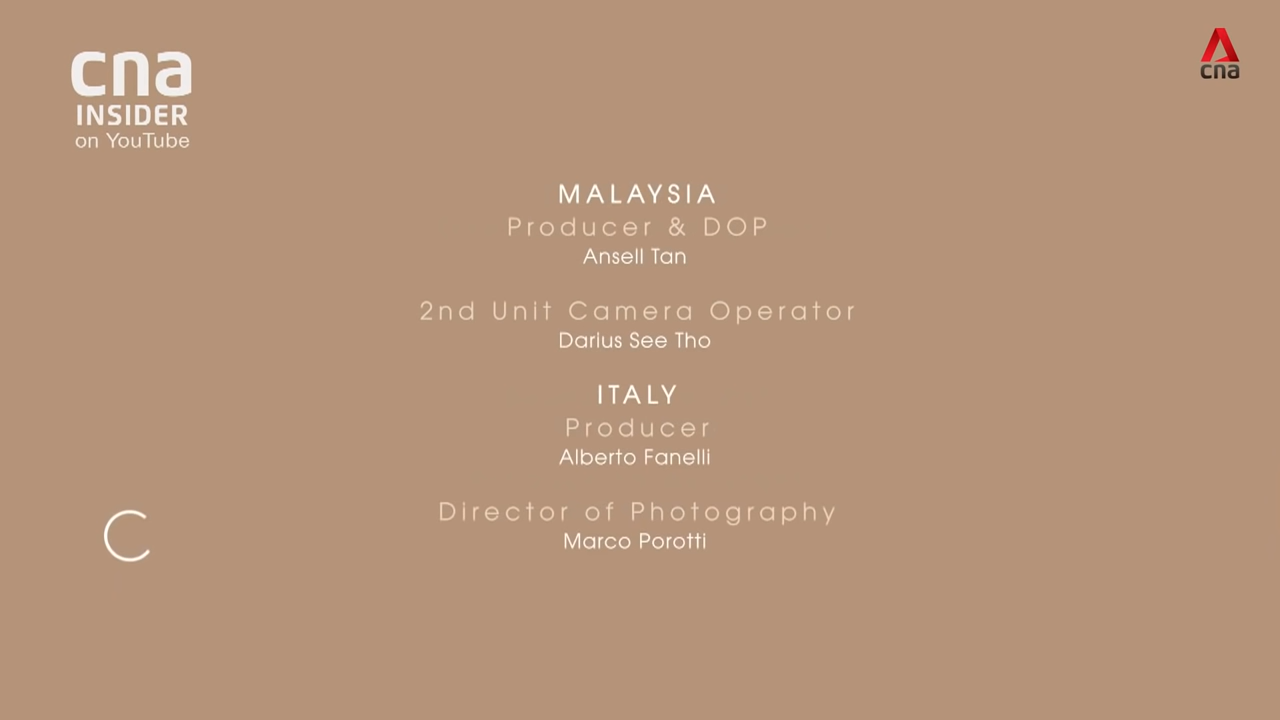 cna
INSIDER
on YouTube
cna
MALAYSIA
Producer & DOP
Ansell Tan
2nd Unit Camera Operator
Darius See Tho
ITALY
Producer
Alberto Fanelli
Director of Photography
Marco Porotti